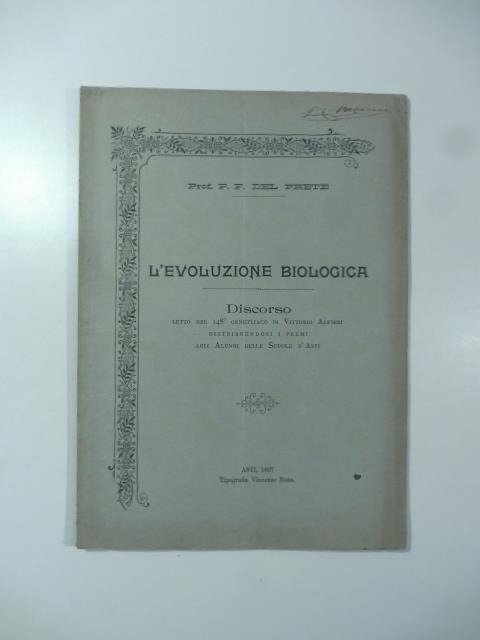 Prof. P. F. DEL PRETE
L'EVOLUZIONE BIOLOGICA
Discorso
LETTO NEL 148° GENETLIACO DI VITTORIO ALFIERI
DISTRIBUENDOSI I PREMI
AGLI ALUNNI DELLE SCUOLE D'ASTI
ASTI, 1897
Tipografia Vincenzo Bona.